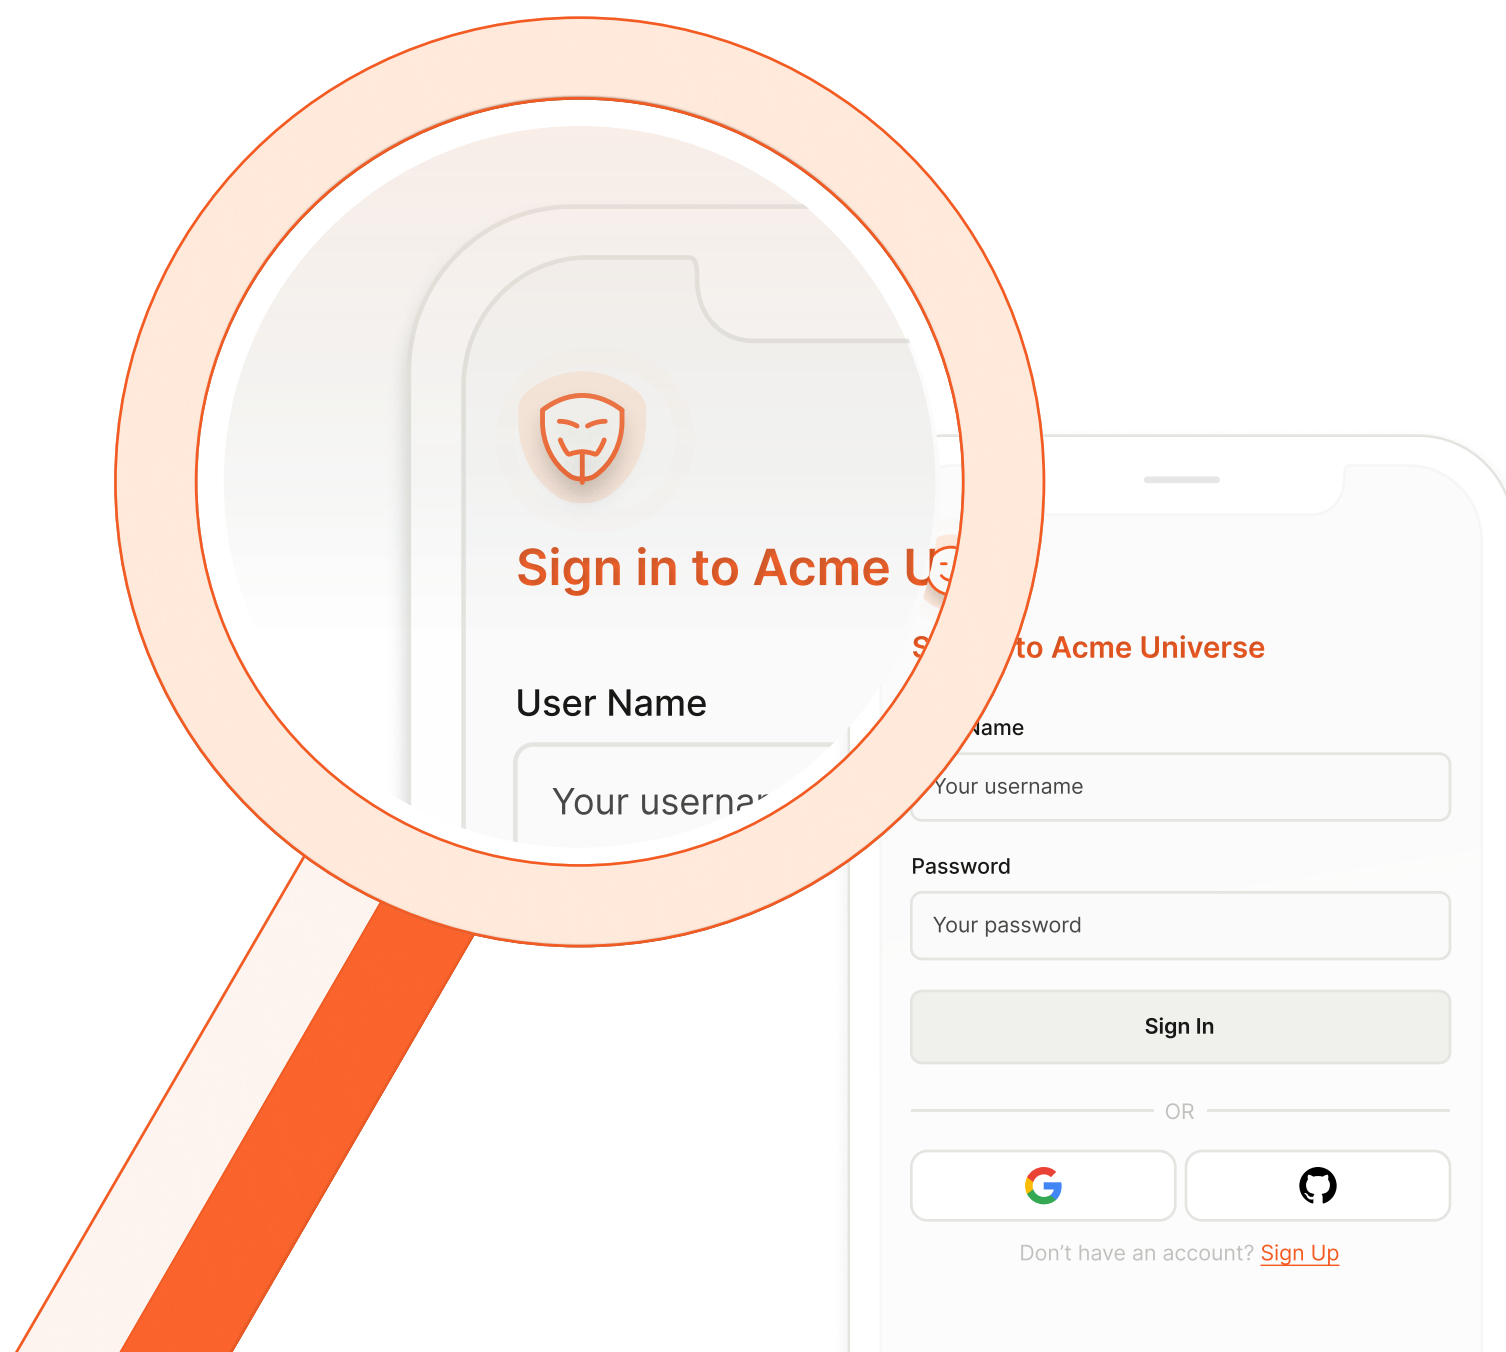 Sign in to Acme U
User Name
Your userna
S to Acme Universe
Name
Your username
Password
Your password
Sign In
OR
Don’t have an account? Sign Up